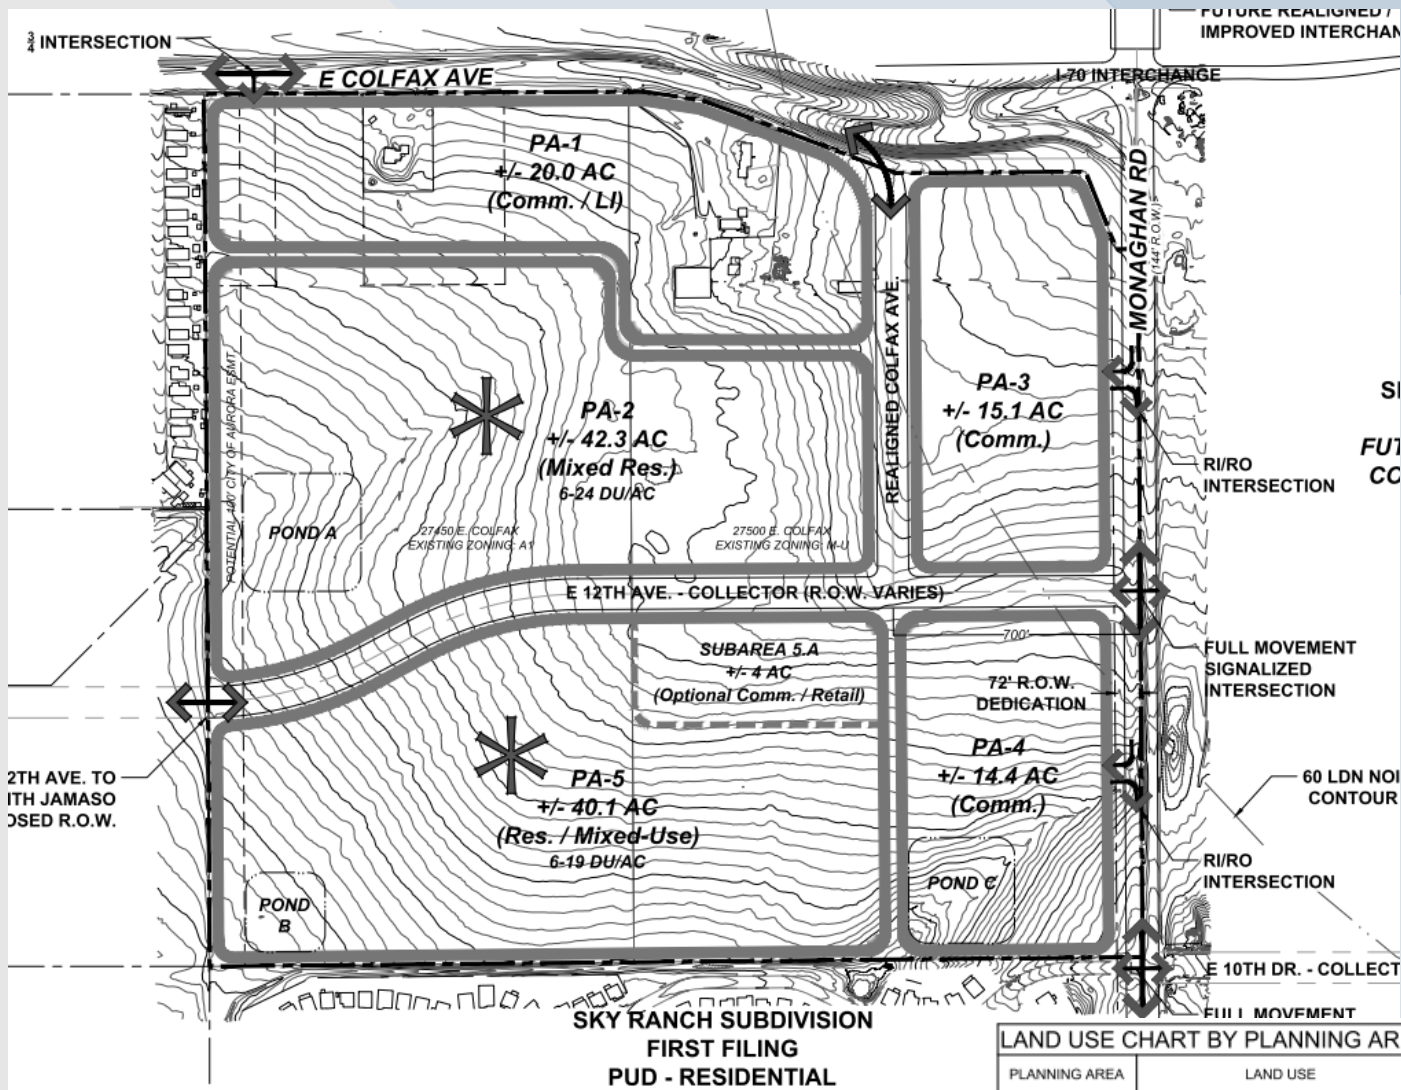 FUTURE REALIGNED /
IMPROVED INTERCHAN
3/4 INTERSECTION
E COLFAX AVE
I-70 INTERCHANGE
PA-1
+/- 20.0 AC
(Comm. / LI)
MONAGHAN RD
(144' R.O.W.)
REALIGNED COLFAX AVE.
PA-2
+/- 42.3 AC
(Mixed Res.)
6-24 DU/AC
PA-3
+/- 15.1 AC
(Comm.)
SI
FUT
CO
RI/RO
INTERSECTION
POTENTIAL 100' CITY OF AURORA ESMT
POND A
27450 E. COLFAX
EXISTING ZONING: A1
27500 E. COLFAX
EXISTING ZONING: M-U
E 12TH AVE. - COLLECTOR (R.O.W. VARIES)
700'
SUBAREA 5.A
+/- 4 AC
(Optional Comm. / Retail)
72' R.O.W.
DEDICATION
FULL MOVEMENT
SIGNALIZED
INTERSECTION
PA-4
+/- 14.4 AC
(Comm.)
PA-5
+/- 40.1 AC
(Res. / Mixed-Use)
6-19 DU/AC
2TH AVE. TO
ITH JAMASO
OSED R.O.W.
60 LDN NOI
CONTOUR
RI/RO
INTERSECTION
POND C
POND
B
E 10TH DR. - COLLECT
FULL MOVEMENT
SKY RANCH SUBDIVISION
FIRST FILING
PUD - RESIDENTIAL
LAND USE CHART BY PLANNING AR
PLANNING AREA
LAND USE